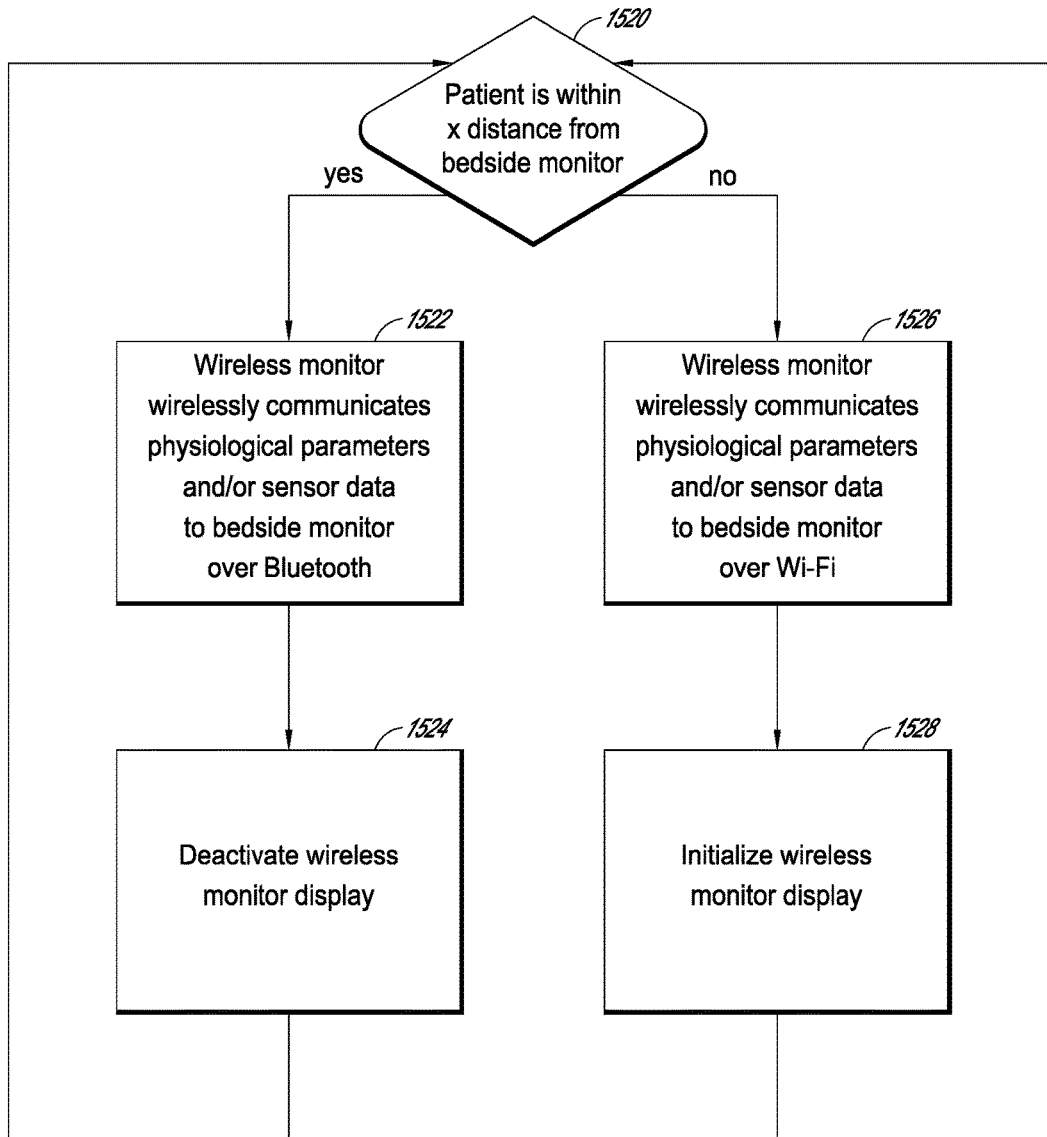 1520
Patient is within
x distance from
bedside monitor
yes
no
1522
Wireless monitor
wirelessly communicates
physiological parameters
and/or sensor data
to bedside monitor
over Bluetooth
1526
Wireless monitor
wirelessly communicates
physiological parameters
and/or sensor data
to bedside monitor
over Wi-Fi
1524
Deactivate wireless
monitor display
1528
Initialize wireless
monitor display